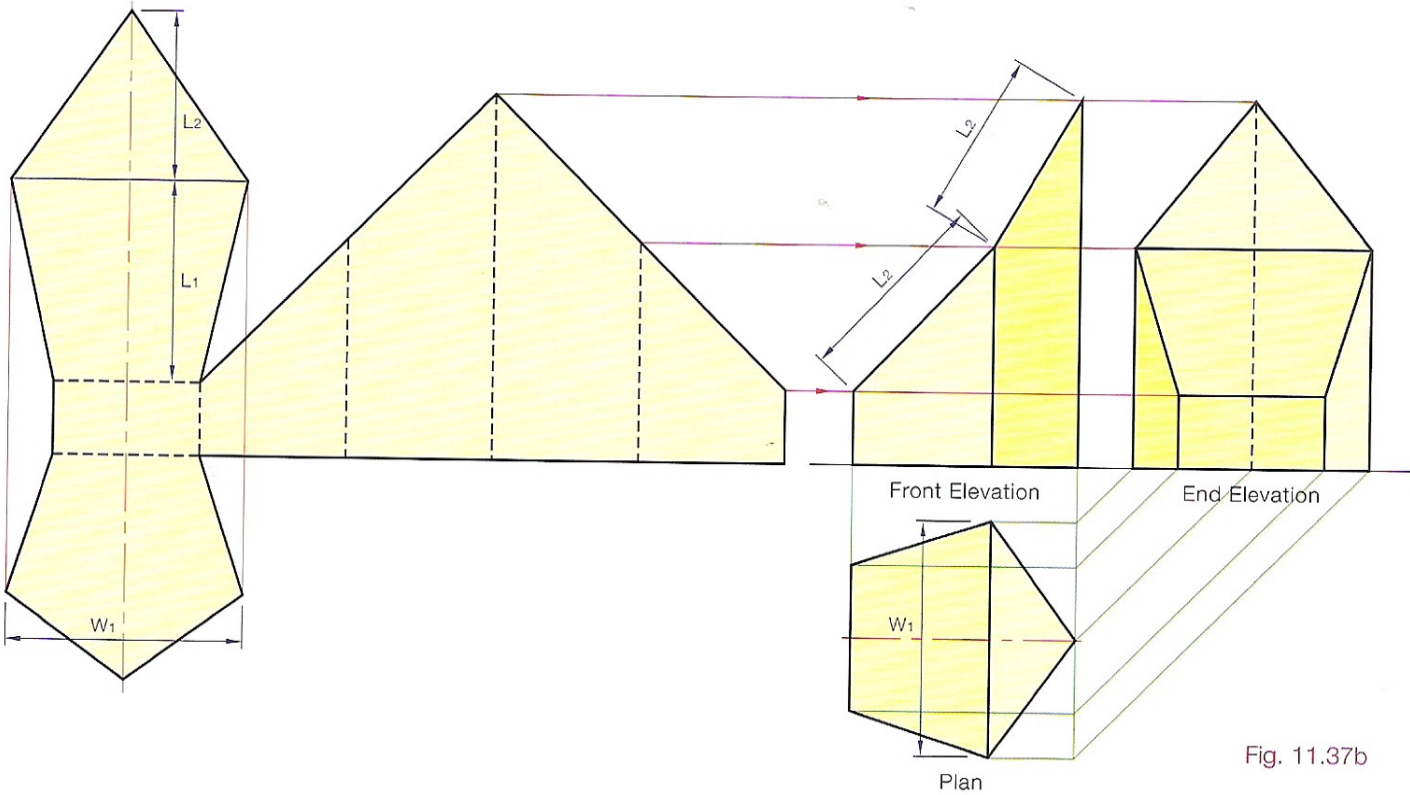 L2
L1
W1
L2
L2
Front Elevation
End Elevation
W1
Plan
Fig. 11.37b